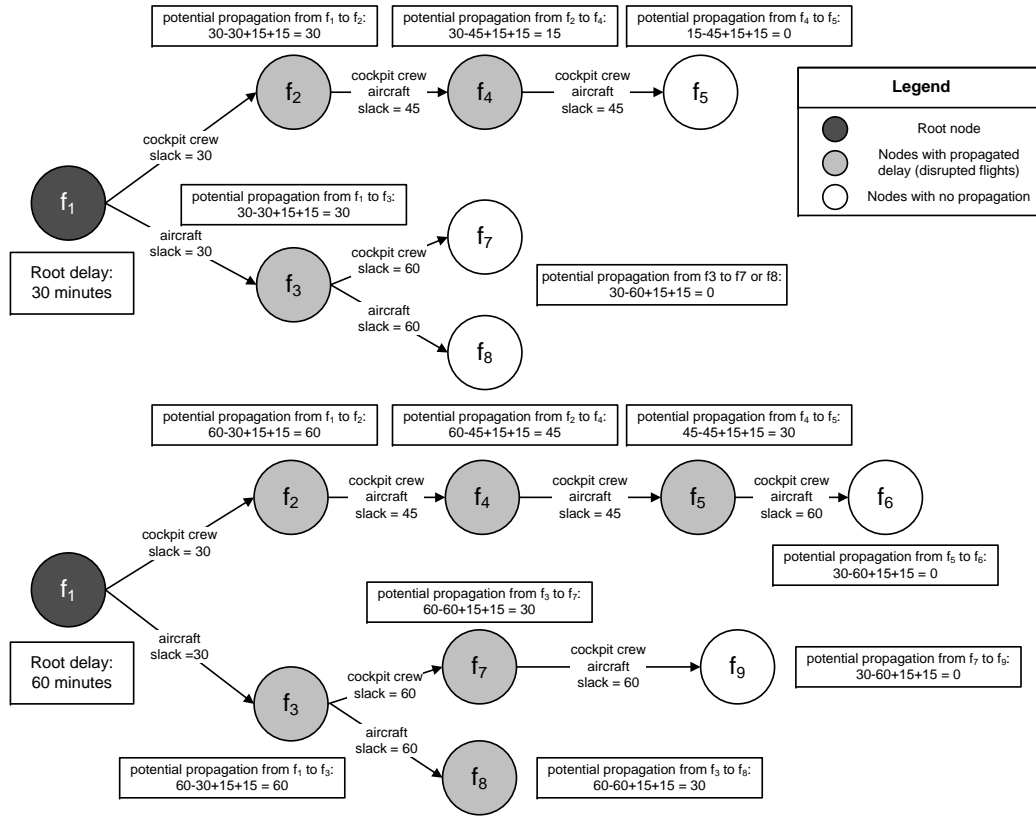 potential propagation from f1 to f2:
30-30+15+15 = 30
potential propagation from f2 to f4:
30-45+15+15 = 15
potential propagation from f4 to f5:
15-45+15+15 = 0
f2
cockpit crew
aircraft
slack = 45
f4
cockpit crew
aircraft
slack = 45
f5
Legend
Root node
Nodes with propagated
delay (disrupted flights)
Nodes with no propagation
cockpit crew
slack = 30
f1
potential propagation from f1 to f3:
30-30+15+15 = 30
aircraft
slack = 30
Root delay:
30 minutes
f3
cockpit crew
slack = 60
f7
potential propagation from f3 to f7 or f8:
30-60+15+15 = 0
aircraft
slack = 60
f8
potential propagation from f1 to f2:
60-30+15+15 = 60
potential propagation from f2 to f4:
60-45+15+15 = 45
potential propagation from f4 to f5:
45-45+15+15 = 30
f2
cockpit crew
aircraft
slack = 45
f4
cockpit crew
aircraft
slack = 45
f5
cockpit crew
aircraft
slack = 60
f6
cockpit crew
slack = 30
potential propagation from f5 to f6:
30-60+15+15 = 0
f1
potential propagation from f3 to f7:
60-60+15+15 = 30
aircraft
slack =30
Root delay:
60 minutes
f3
cockpit crew
slack = 60
f7
cockpit crew
aircraft
slack = 60
f9
potential propagation from f7 to f9:
30-60+15+15 = 0
aircraft
slack = 60
potential propagation from f1 to f3:
60-30+15+15 = 60
f8
potential propagation from f3 to f8:
60-60+15+15 = 30